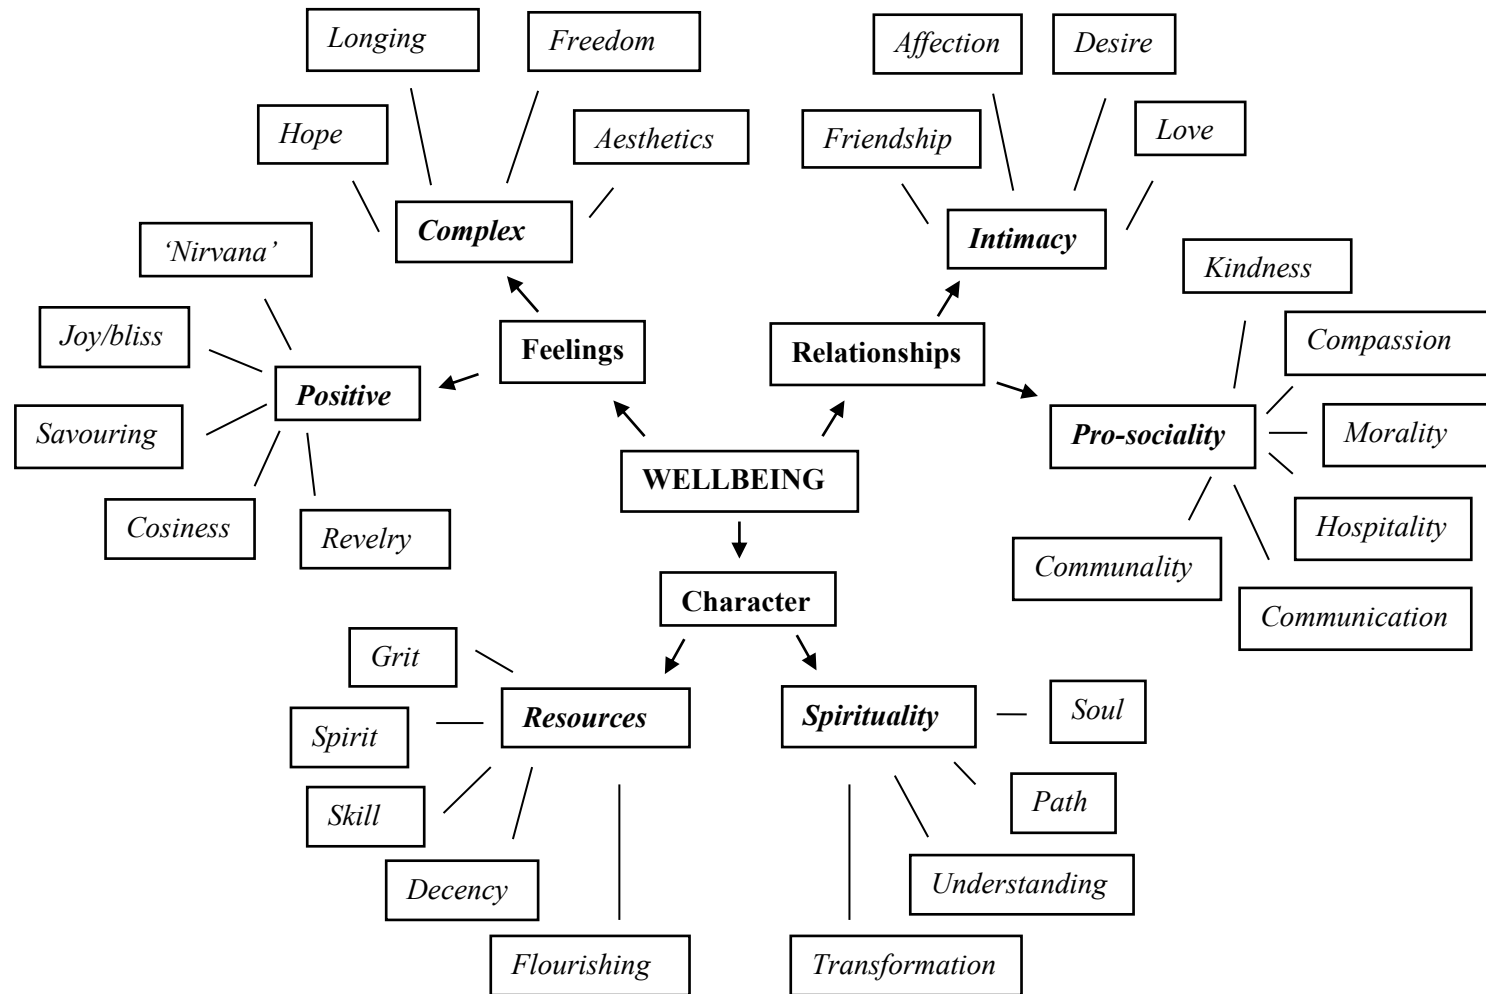 Longing
Freedom
Affection
Desire
Hope
Aesthetics
Friendship
Love
Complex
Intimacy
‘Nirvana’
Kindness
Joy/bliss
Feelings
Relationships
Compassion
Positive
Savouring
Pro-sociality
Morality
WELLBEING
Cosiness
Revelry
Hospitality
Communality
Character
Communication
Grit
Resources
Spirituality
Soul
Spirit
Skill
Path
Decency
Understanding
Flourishing
Transformation